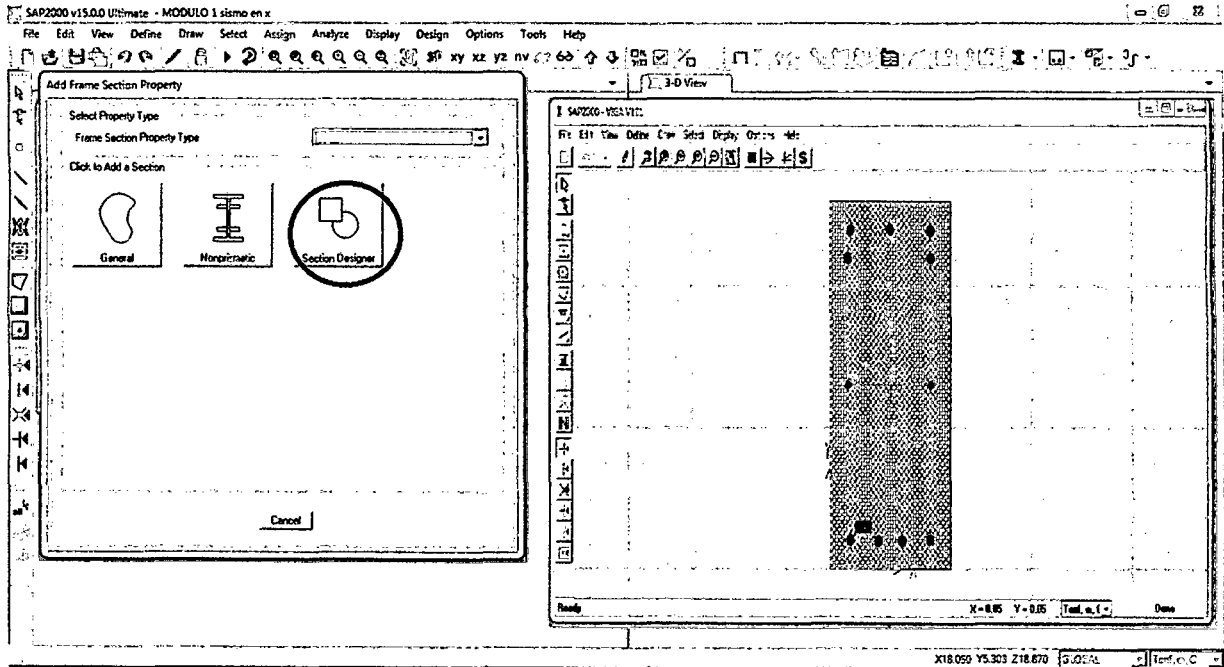 SAP2000 v15.0.0 Ultimate - MODULO 1 sismo en x
File Edit View Define Draw Select Assign Analyze Display Design Options Tools Help
xy xz yz nv
Add Frame Section Property
Select Property Type
Frame Section Property Type
Click to Add a Section
General
Nonprismatic
Section Designer
Cancel
3-D View
File Edit View Define Draw Select Display Options Help
Ready
X=0.05 Y=0.05
Done
X18.050 Y5.303 Z18.870
GLOBAL